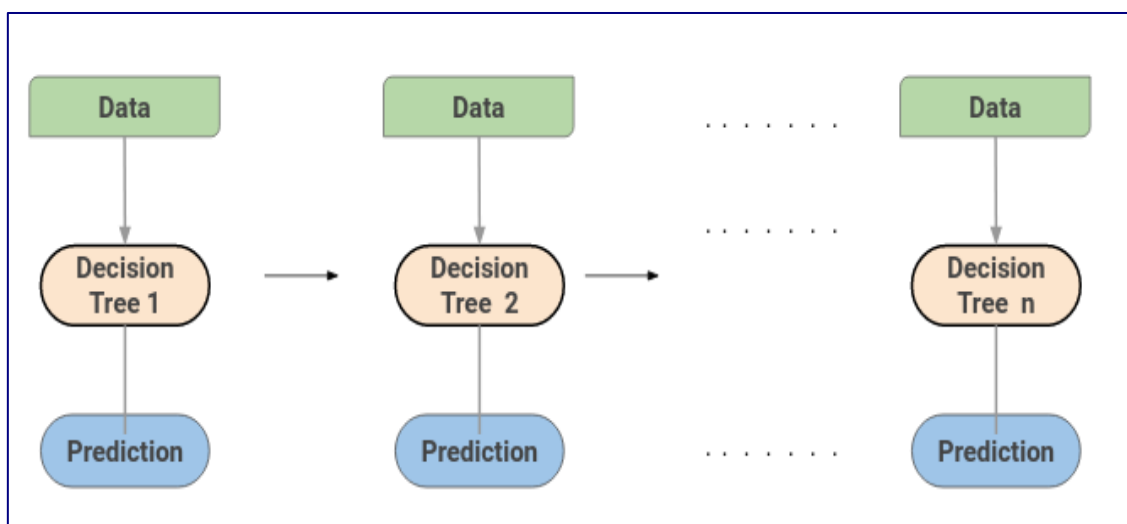 Data
Data
. . . . . . .
Data
. . . . . . .
Decision
Tree 1
Decision
Tree 2
Decision
Tree n
Prediction
Prediction
. . . . . . .
Prediction